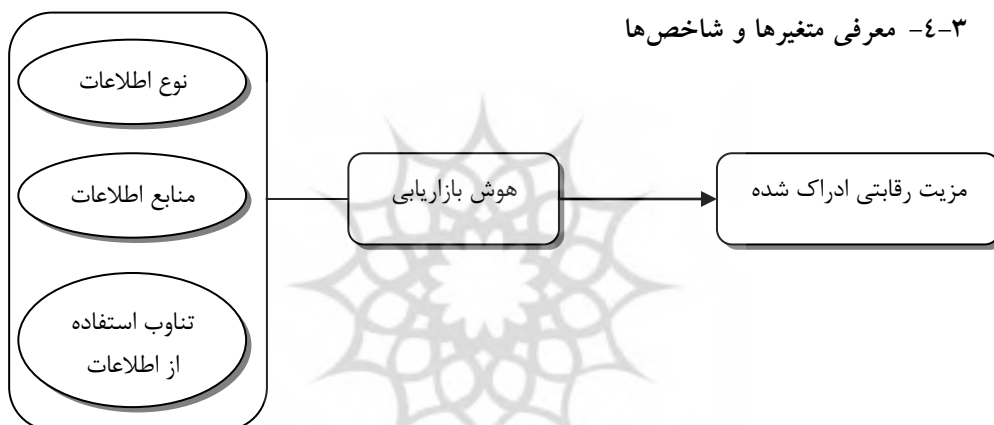 ۳-٤- معرفی متغیرها و شاخص‌ها
نوع اطلاعات
منابع اطلاعات
تناوب استفاده
از اطلاعات
هوش بازاریابی
مزیت رقابتی ادراک شده